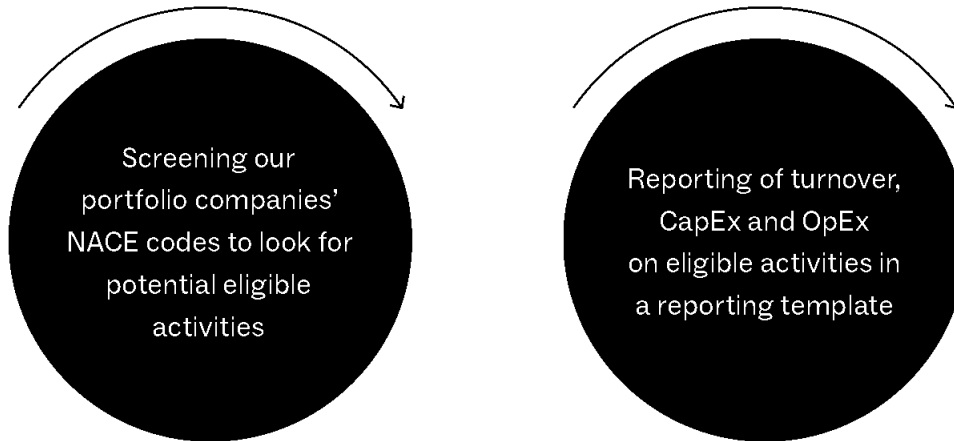 Screening our
portfolio companies’
NACE codes to look for
potential eligible
activities
Reporting of turnover,
CapEx and OpEx
on eligible activities in
a reporting template